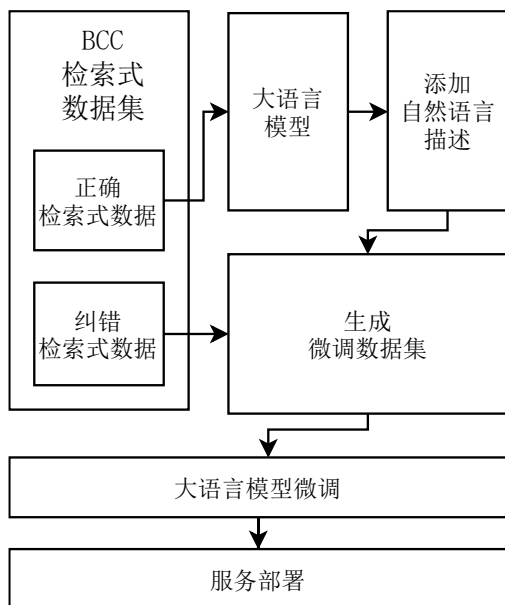 BCC
检索式
数据集
正确
检索式数据
纠错
检索式数据
大语言
模型
添加
自然语言
描述
生成
微调数据集
大语言模型微调
服务部署